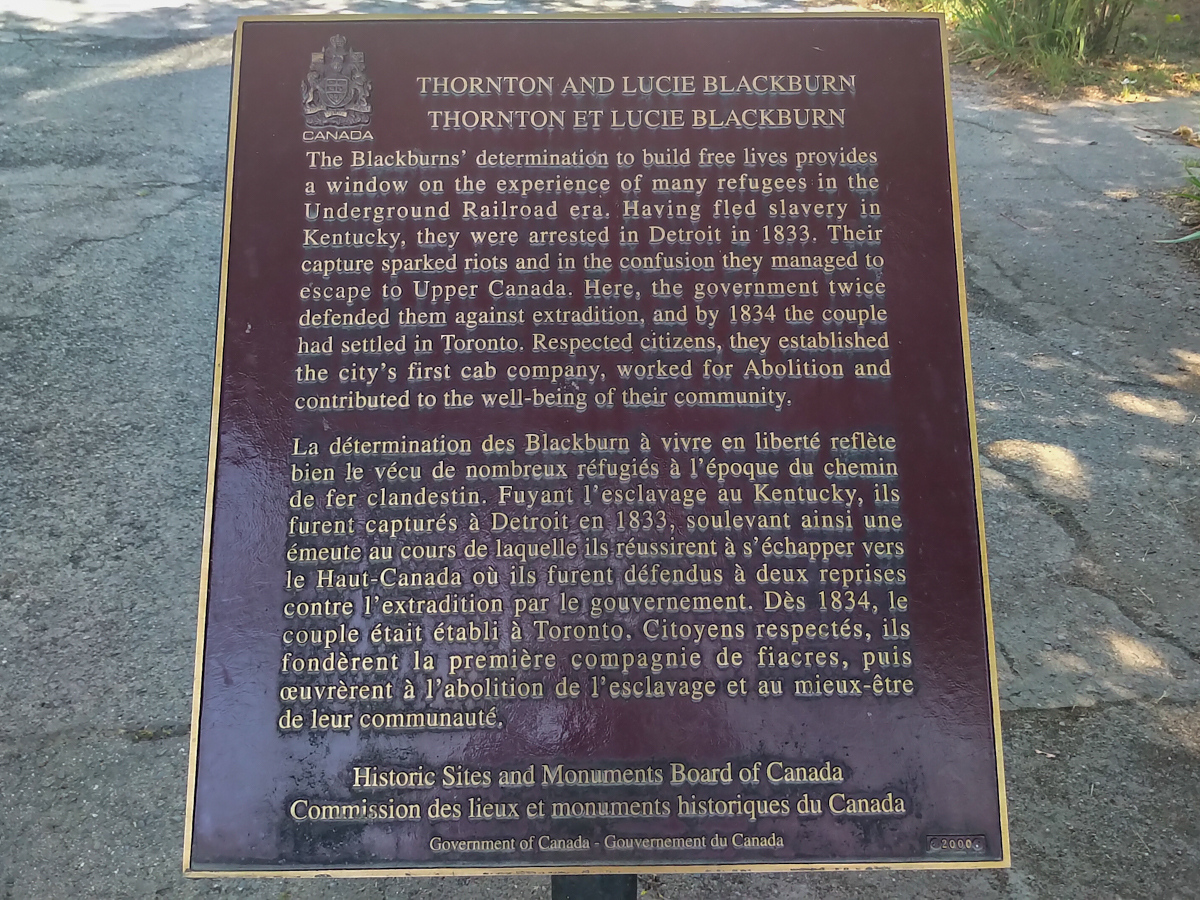 CANADA
THORNTON AND LUCIE BLACKBURN
THORNTON ET LUCIE BLACKBURN
The Blackburns' determination to build free lives provides
a window on the experience of many refugees in the
Underground Railroad era. Having fled slavery in
Kentucky, they were arrested in Detroit in 1833. Their
capture sparked riots and in the confusion they managed to
escape to Upper Canada. Here, the government twice
defended them against extradition, and by 1834 the couple
had settled in Toronto. Respected citizens, they established
the city's first cab company, worked for Abolition and
contributed to the well-being of their community.
La détermination des Blackburn à vivre en liberté reflète
bien le vécu de nombreux réfugiés à l'époque du chemin
de fer clandestin. Fuyant l'esclavage au Kentucky, ils
furent capturés à Detroit en 1833, soulevant ainsi une
émeute au cours de laquelle ils réussirent à s'échapper vers
le Haut-Canada où ils furent défendus à deux reprises
contre l'extradition par le gouvernement. Dès 1834, le
couple était établi à Toronto. Citoyens respectés, ils
fondèrent la première compagnie de fiacres, puis
œuvrèrent à l'abolition de l'esclavage et au mieux-être
de leur communauté.
Historic Sites and Monuments Board of Canada
Commission des lieux et monuments historiques du Canada
Government of Canada - Gouvernement du Canada
2000